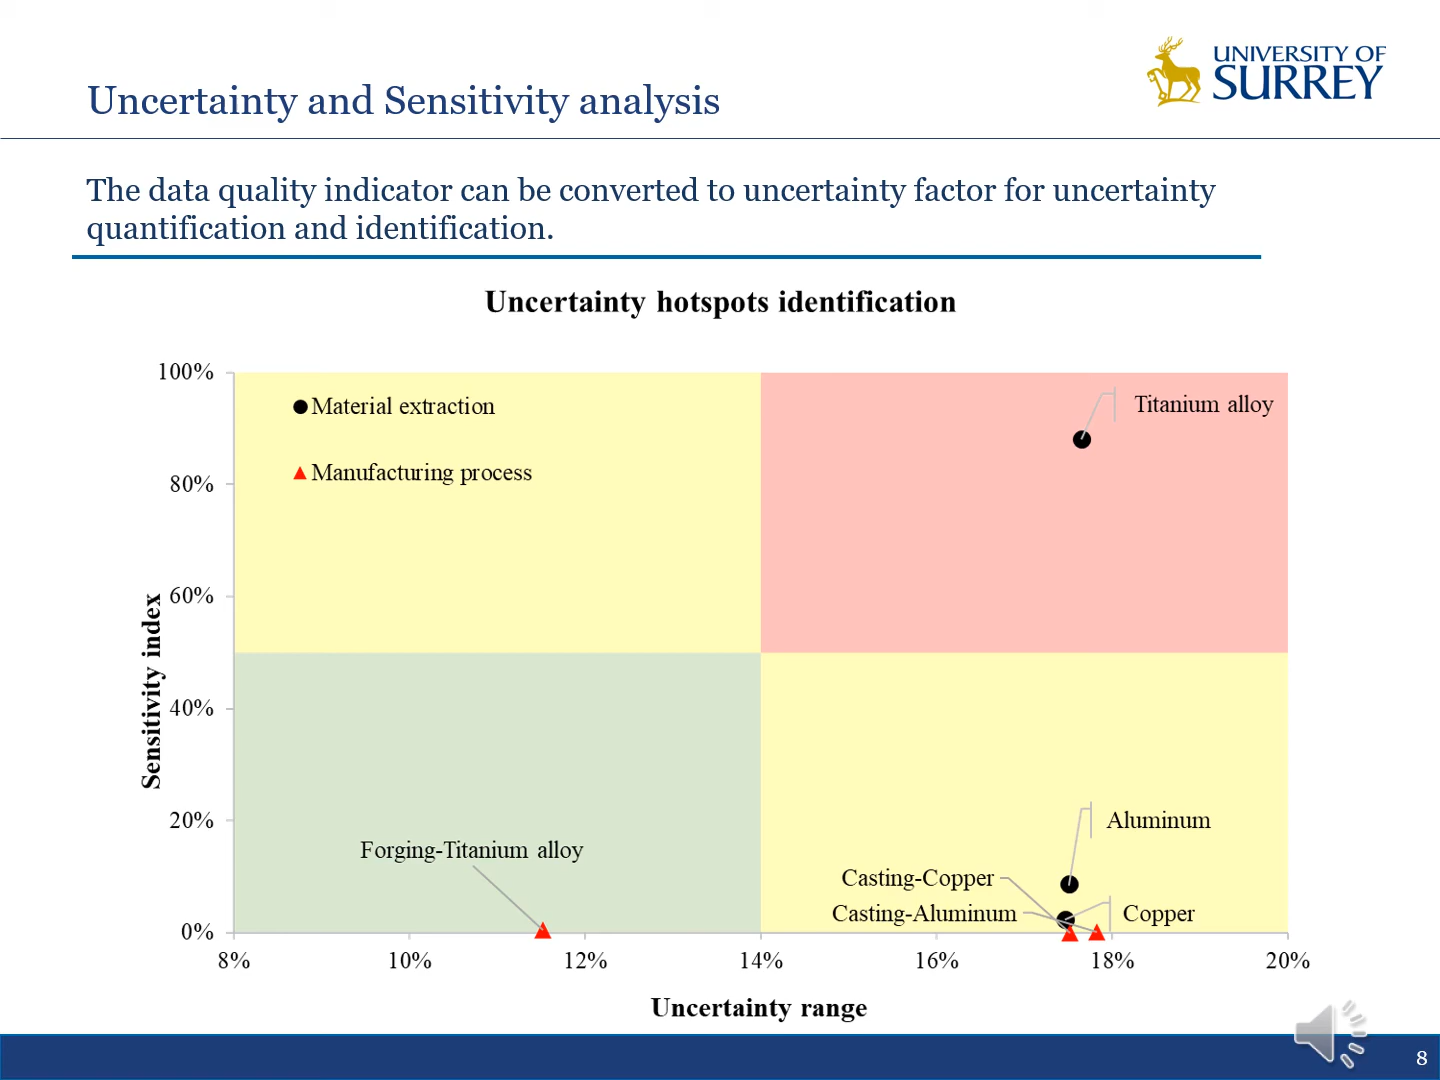 UNIVERSITY OF
SURREY
Uncertainty and Sensitivity analysis
The data quality indicator can be converted to uncertainty factor for uncertainty
quantification and identification.
Uncertainty hotspots identification
100%
80%
60%
40%
20%
0%
Sensitivity index
Material extraction
Manufacturing process
Titanium alloy
Aluminum
Forging-Titanium alloy
Casting-Copper
Casting-Aluminum
Copper
8%
10%
12%
14%
16%
18%
20%
Uncertainty range
8